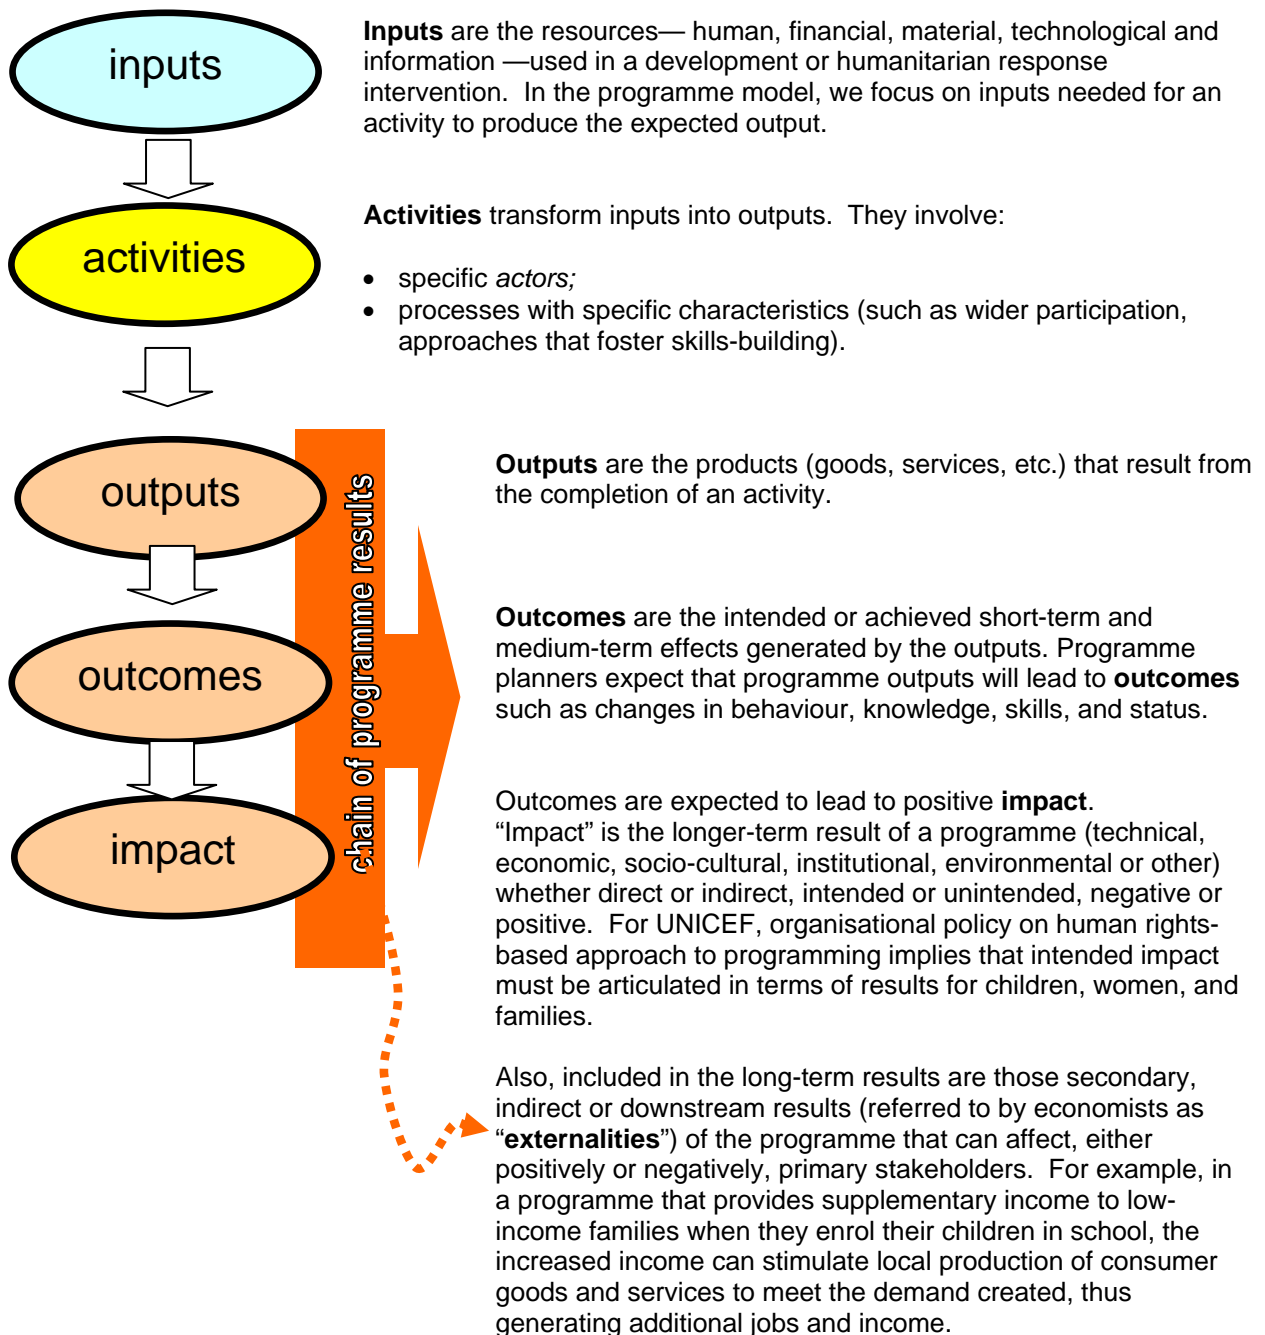 inputs
Inputs are the resources— human, financial, material, technological and
information —used in a development or humanitarian response
intervention.  In the programme model, we focus on inputs needed for an
activity to produce the expected output.
activities
Activities transform inputs into outputs.  They involve:
• specific actors;
• processes with specific characteristics (such as wider participation,
approaches that foster skills-building).
outputs
outcomes
impact
chain of programme results
Outputs are the products (goods, services, etc.) that result from
the completion of an activity.
Outcomes are the intended or achieved short-term and
medium-term effects generated by the outputs. Programme
planners expect that programme outputs will lead to outcomes
such as changes in behaviour, knowledge, skills, and status.
Outcomes are expected to lead to positive impact.
“Impact” is the longer-term result of a programme (technical,
economic, socio-cultural, institutional, environmental or other)
whether direct or indirect, intended or unintended, negative or
positive.  For UNICEF, organisational policy on human rights-
based approach to programming implies that intended impact
must be articulated in terms of results for children, women, and
families.
Also, included in the long-term results are those secondary,
indirect or downstream results (referred to by economists as
“externalities”) of the programme that can affect, either
positively or negatively, primary stakeholders.  For example, in
a programme that provides supplementary income to low-
income families when they enrol their children in school, the
increased income can stimulate local production of consumer
goods and services to meet the demand created, thus
generating additional jobs and income.